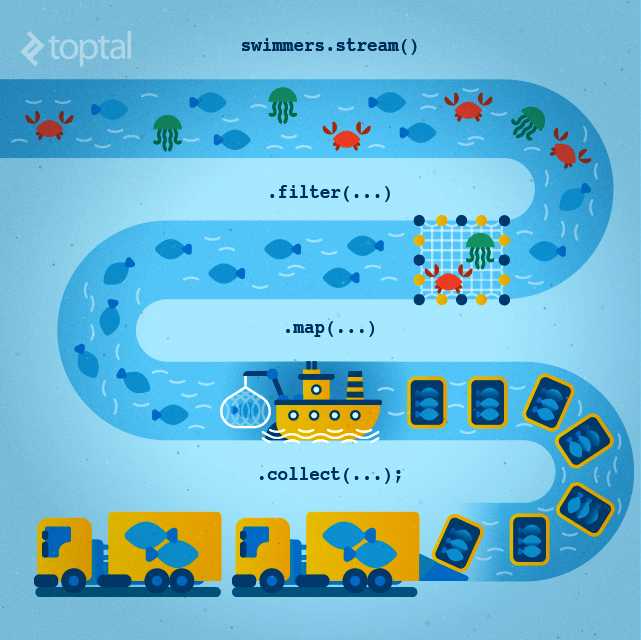 toptal
swimmers.stream()
.filter(...)
.map(...)
.collect(...);